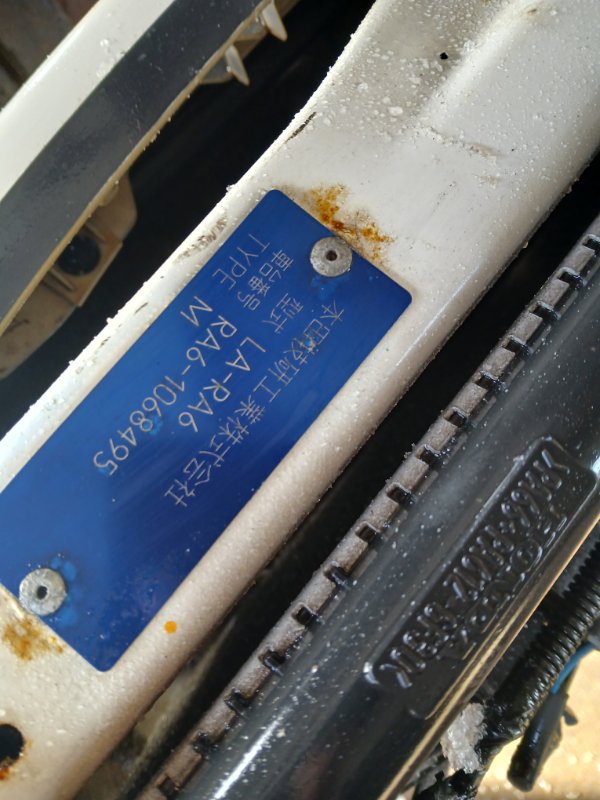 本田技研工業株式会社
型式 LA-RA6
車台番号 RA6-1068495
TYPE M